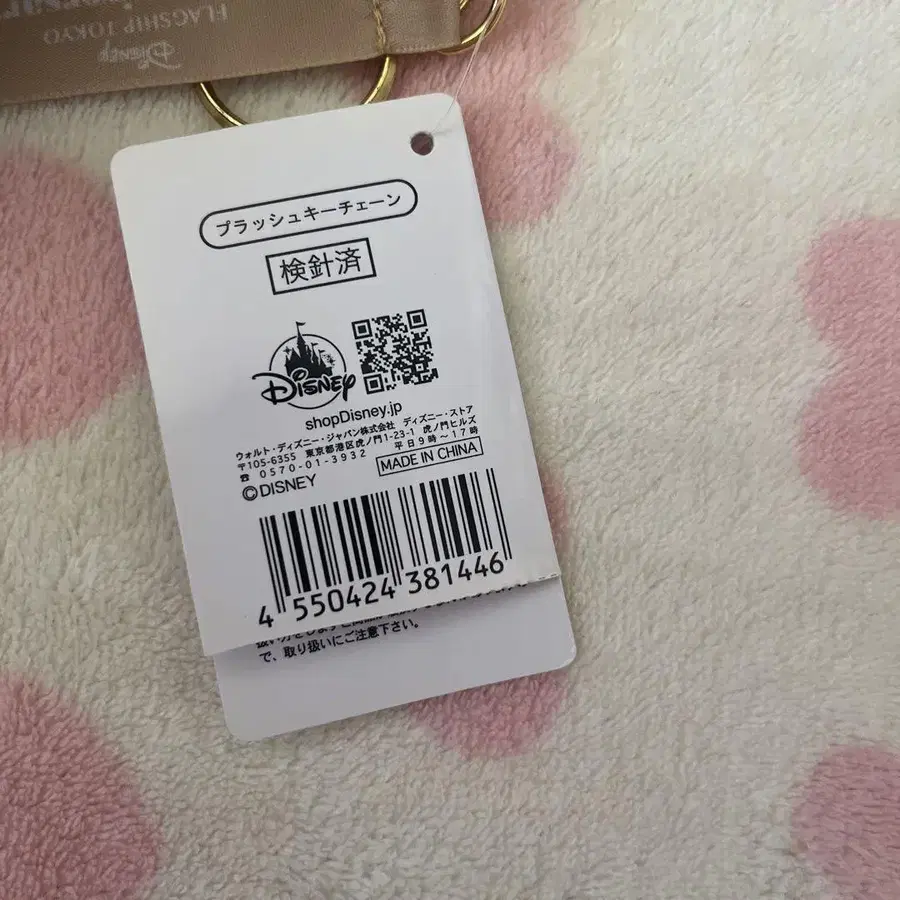 FLAGSHIP TOKYO
Disney
プラッシュキーチェーン
検針済
Disney
shopDisney.jp
ウォルト・ディズニー・ジャパン株式会社 ディズニー・ストア
〒105-6355 東京都港区虎ノ門1-23-1 虎ノ門ヒルズ
☎ 0570-01-3932 平日9時～17時
©DISNEY
MADE IN CHINA
4 550424 381446
で、取り扱いにご注意下さい。